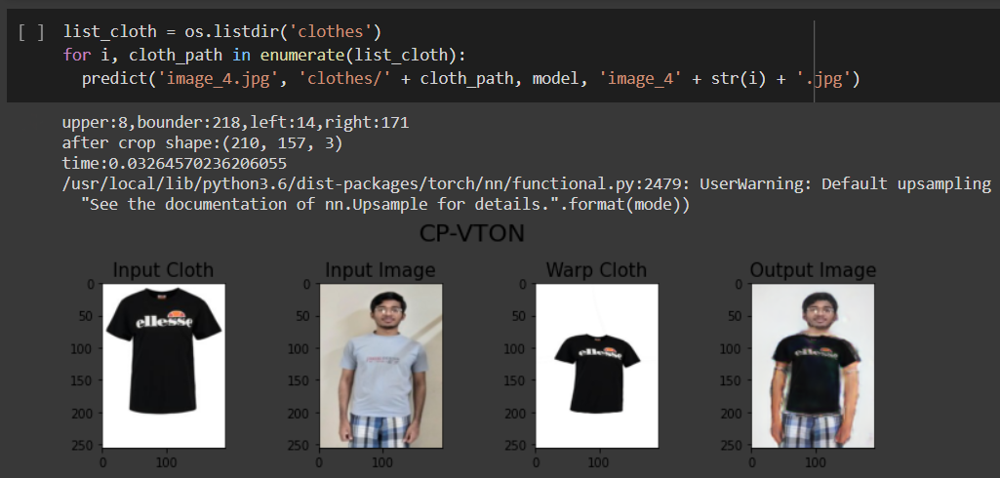 [ ] list_cloth = os.listdir('clothes')
for i, cloth_path in enumerate(list_cloth):
predict('image_4.jpg', 'clothes/' + cloth_path, model, 'image_4' + str(i) + '.jpg')
upper:8,bounder:218,left:14,right:171
after crop shape:(210, 157, 3)
time:0.03264570236206055
/usr/local/lib/python3.6/dist-packages/torch/nn/functional.py:2479: UserWarning: Default upsampling
"See the documentation of nn.Upsample for details.".format(mode))
CP-VTON
Input Cloth Input Image Warp Cloth Output Image
0 0 0 0
50 50 50 50
ellesse ellesse ellesse
100 100 100 100
150 150 150 150
200 200 200 200
250 250 250 250
0 100 0 100 0 100 0 100